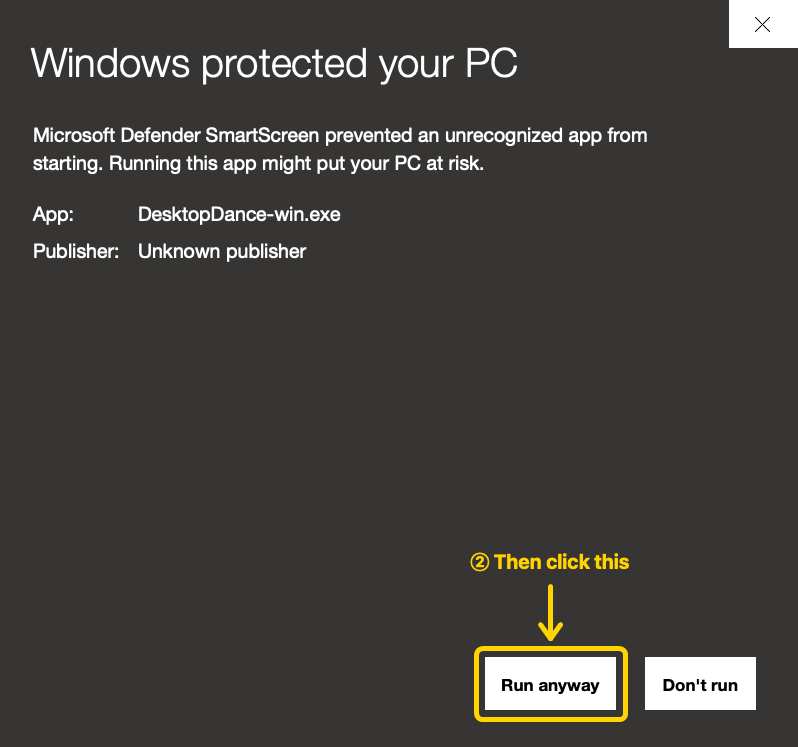 Windows protected your PC
Microsoft Defender SmartScreen prevented an unrecognized app from
starting. Running this app might put your PC at risk.
App: DesktopDance-win.exe
Publisher: Unknown publisher
② Then click this
Run anyway Don't run